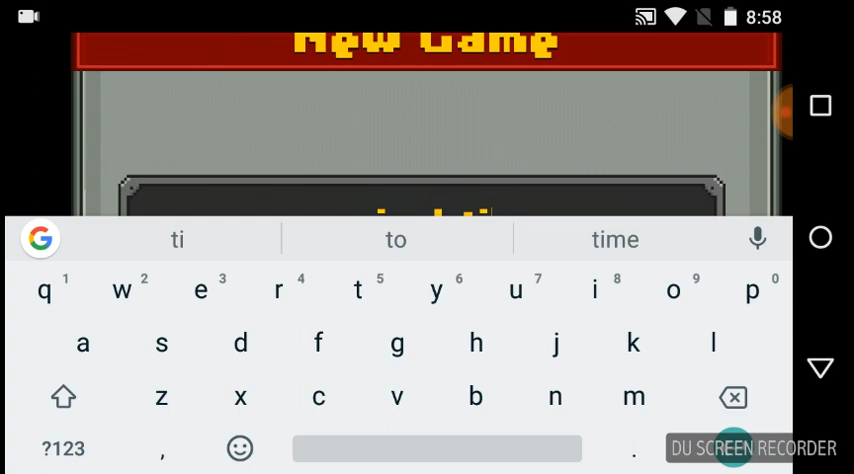 8:58
New Game
ti to time
q 1 w 2 e 3 r 4 t 5 y 6 u 7 i 8 o 9 p 0
a s d f g h j k l
z x c v b n m
?123 , .
DU SCREEN RECORDER